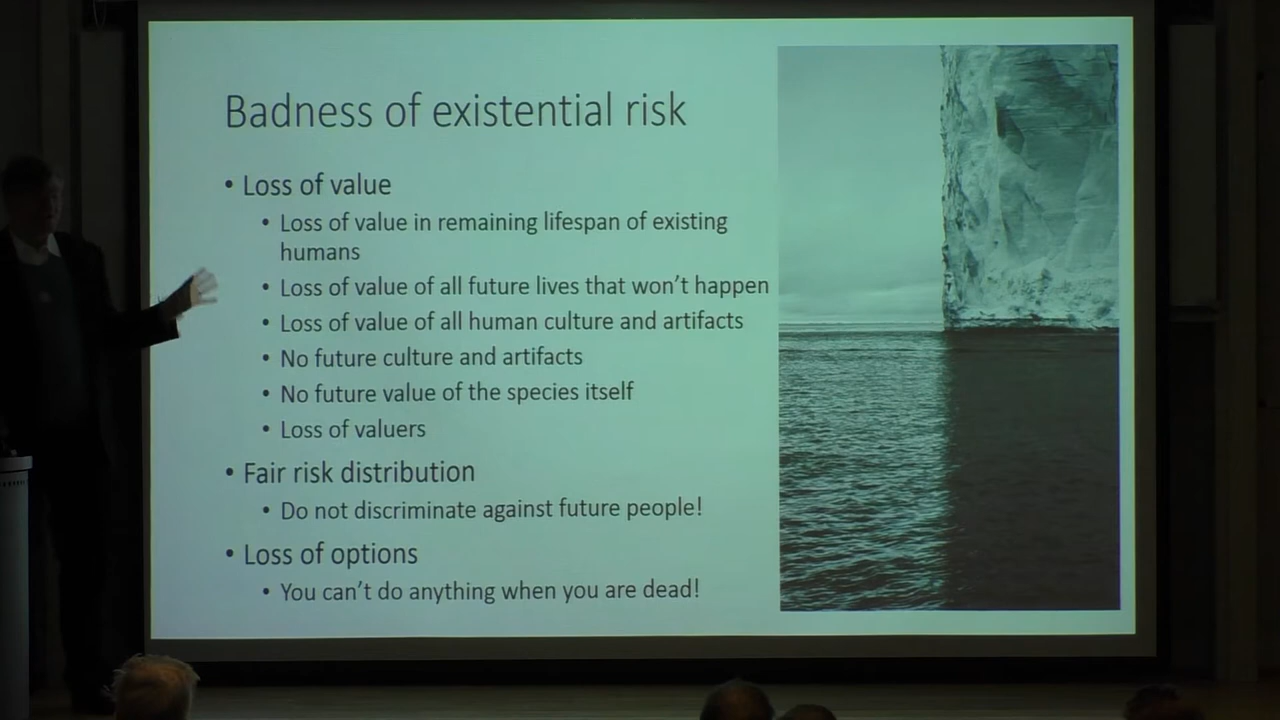 Badness of existential risk
• Loss of value
• Loss of value in remaining lifespan of existing
humans
• Loss of value of all future lives that won't happen
• Loss of value of all human culture and artifacts
• No future culture and artifacts
• No future value of the species itself
• Loss of valuers
• Fair risk distribution
• Do not discriminate against future people!
• Loss of options
• You can't do anything when you are dead!